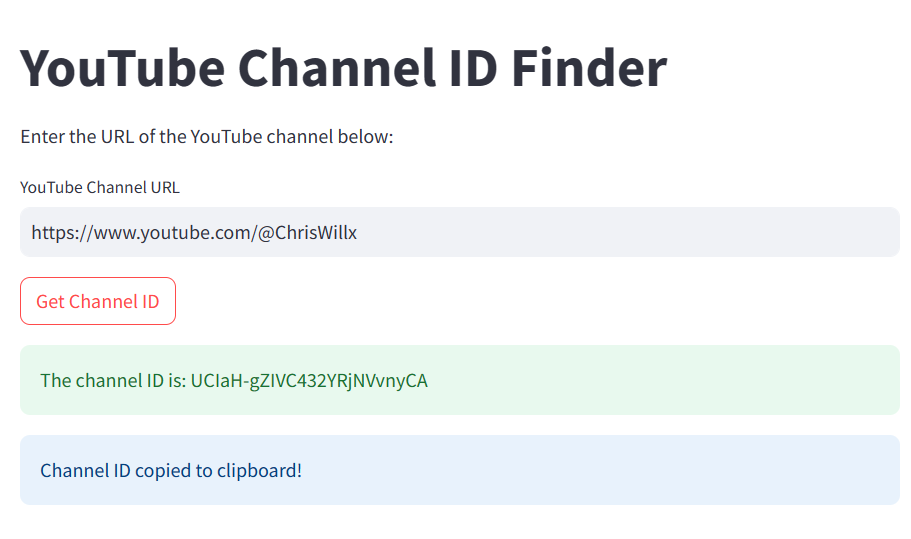 YouTube Channel ID Finder
Enter the URL of the YouTube channel below:
YouTube Channel URL
https://www.youtube.com/@ChrisWillx
Get Channel ID
The channel ID is: UCIaH-gZIVC432YRjNVvnyCA
Channel ID copied to clipboard!